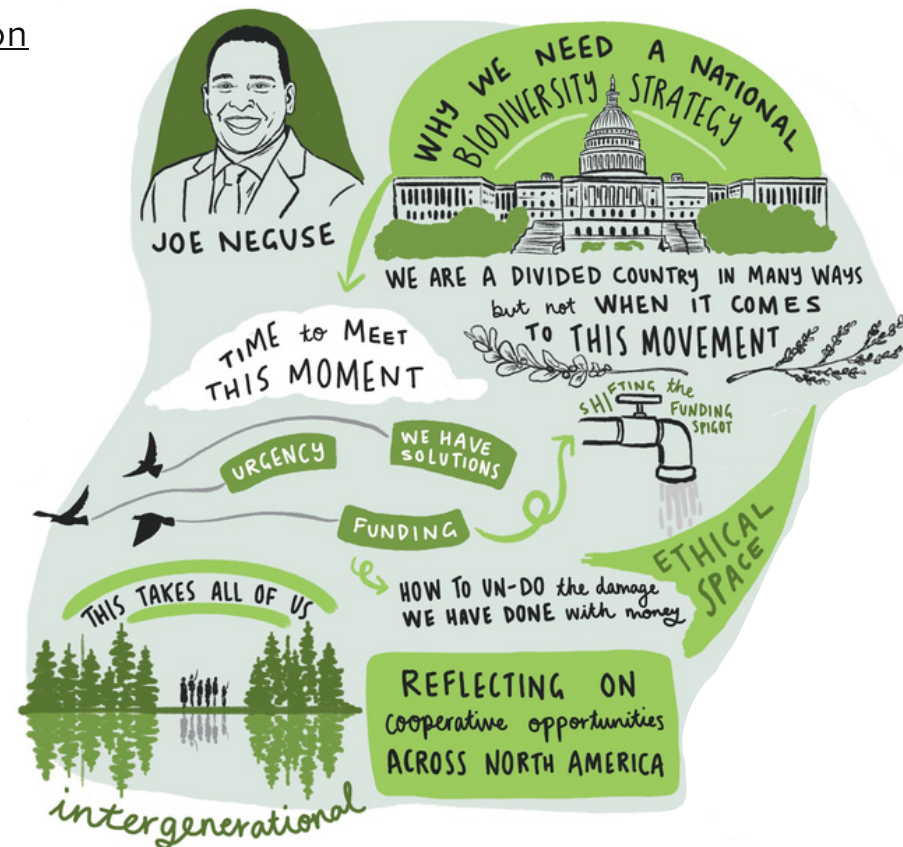 on
JOE NEGUSE
WHY WE NEED A NATIONAL
BIODIVERSITY STRATEGY
WE ARE A DIVIDED COUNTRY IN MANY WAYS
but not WHEN IT COMES
TO THIS MOVEMENT
TIME to MEET
THIS MOMENT
URGENCY
WE HAVE
SOLUTIONS
FUNDING
SHIFTING the
FUNDING
SPIGOT
HOW TO UN-DO the damage
WE HAVE DONE with money
ETHICAL
SPACE
THIS TAKES ALL OF US
intergenerational
REFLECTING ON
cooperative opportunities
ACROSS NORTH AMERICA